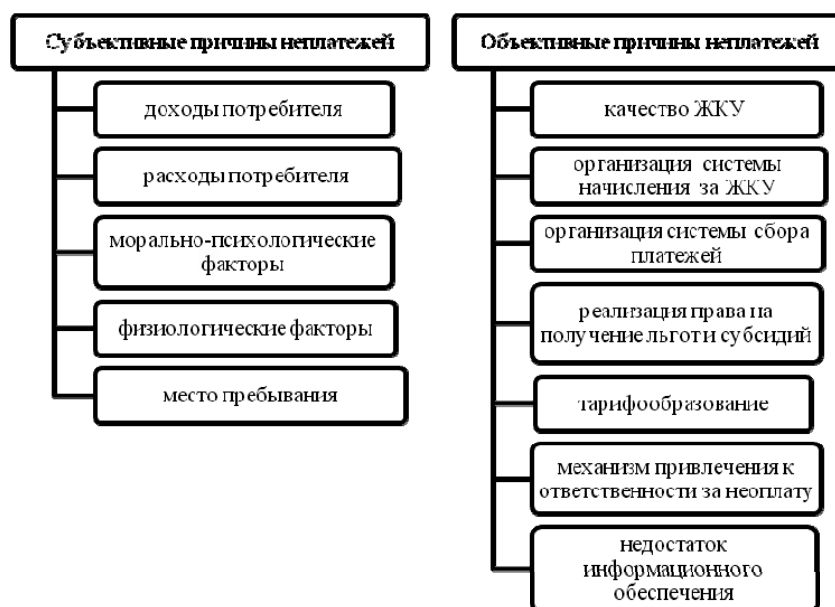 Субъективные причины неплатежей
доходы потребителя
расходы потребителя
морально-психологические
факторы
физиологические факторы
место пребывания
Объективные причины неплатежей
качество ЖКУ
организация системы
начисления за ЖКУ
организация системы сбора
платежей
реализация права на
получение льгот и субсидий
тарифообразование
механизм привлечения к
ответственности за неоплату
недостаток
информационного
обеспечения